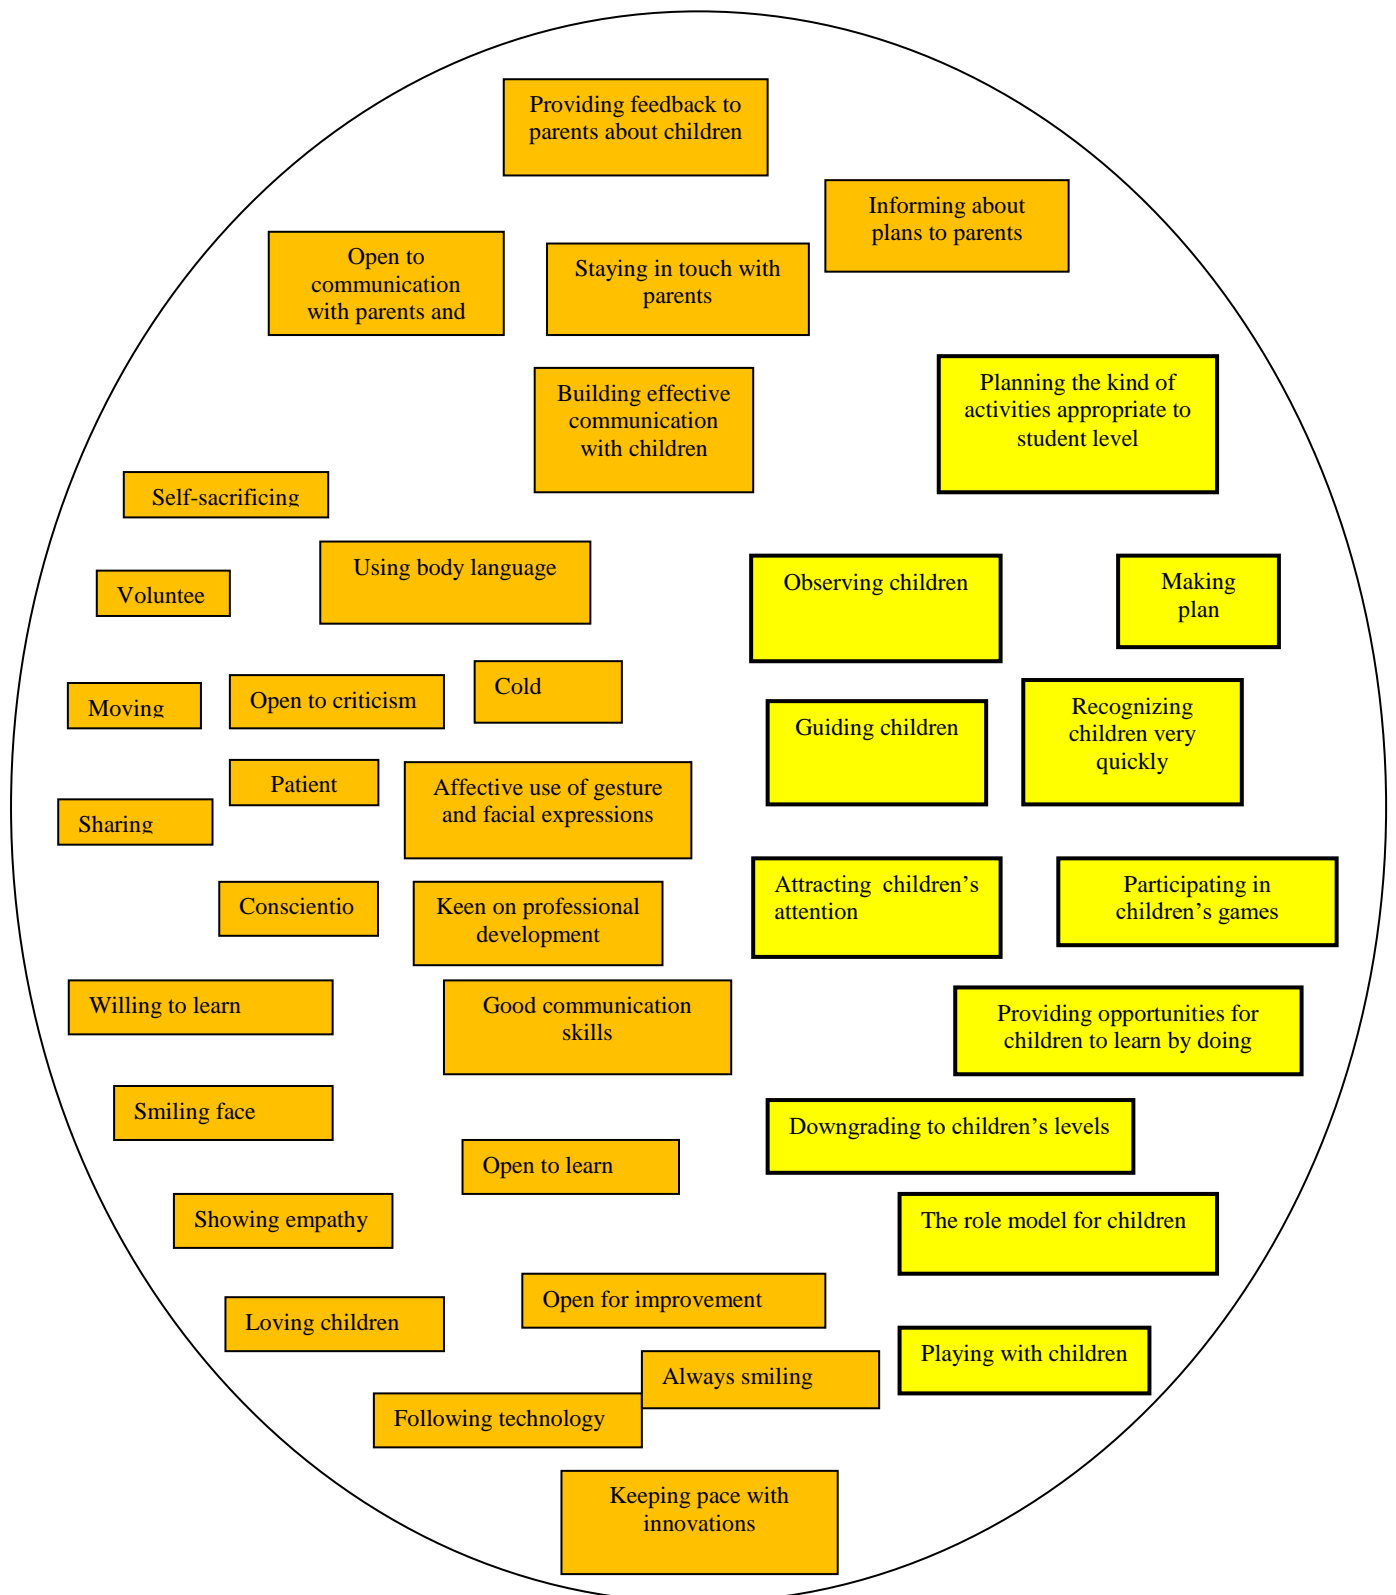 Providing feedback to
parents about children
Informing about
plans to parents
Open to
communication
with parents and
Staying in touch with
parents
Planning the kind of
activities appropriate to
student level
Building effective
communication
with children
Self-sacrificing
Using body language
Observing children
Making
plan
Voluntee
Moving
Open to criticism
Cold
Guiding children
Recognizing
children very
quickly
Patient
Affective use of gesture
and facial expressions
Sharing
Attracting children’s
attention
Participating in
children’s games
Conscientio
Keen on professional
development
Willing to learn
Good communication
skills
Providing opportunities for
children to learn by doing
Smiling face
Downgrading to children’s levels
Open to learn
Showing empathy
The role model for children
Open for improvement
Loving children
Playing with children
Always smiling
Following technology
Keeping pace with
innovations